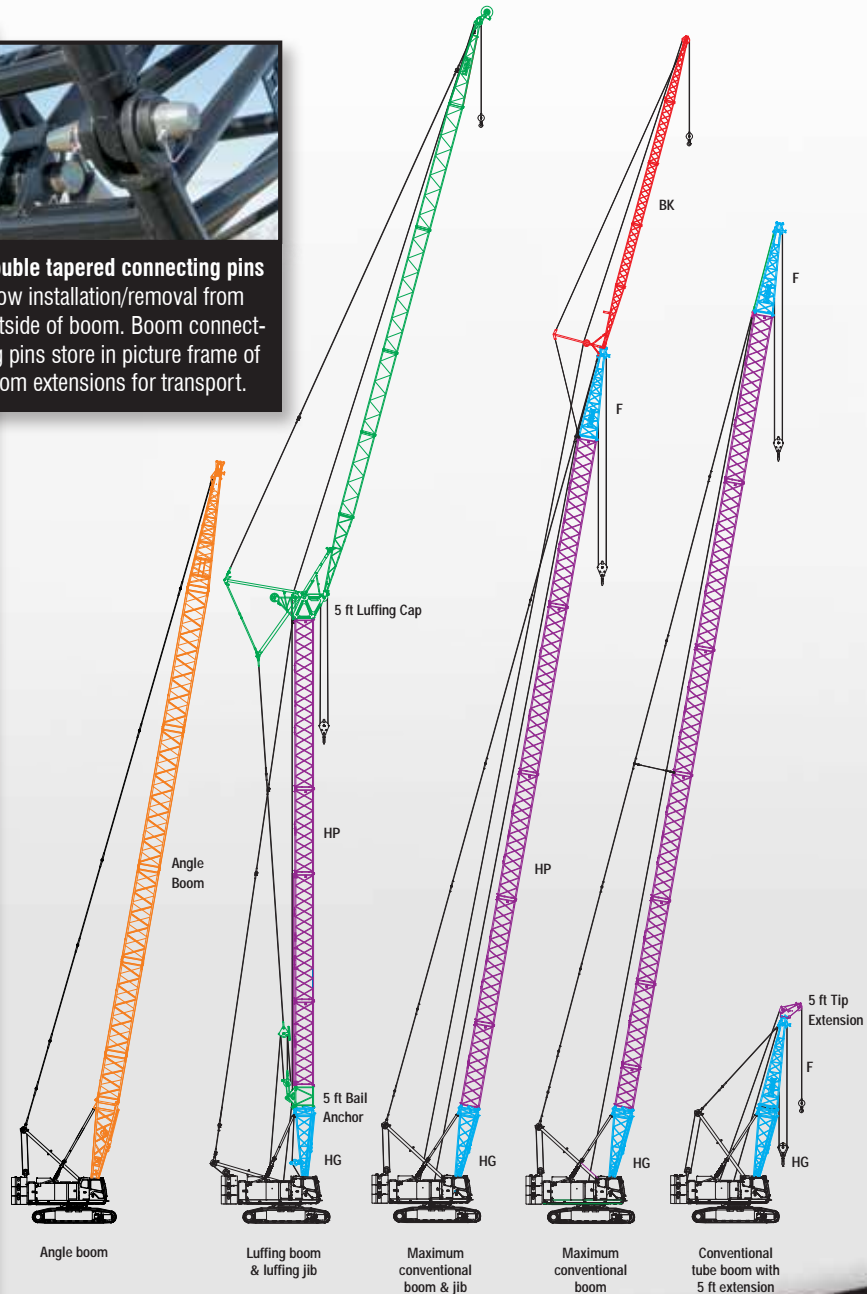 ouble tapered connecting pins
ow installation/removal from
tside of boom. Boom connect-
g pins store in picture frame of
om extensions for transport.
BK
F
F
5 ft Luffing Cap
HP
Angle
Boom
HP
5 ft Tip
Extension
F
5 ft Bail
Anchor
HG
HG
HG
HG
Angle boom
Luffing boom
& luffing jib
Maximum
conventional
boom & jib
Maximum
conventional
boom
Conventional
tube boom with
5 ft extension